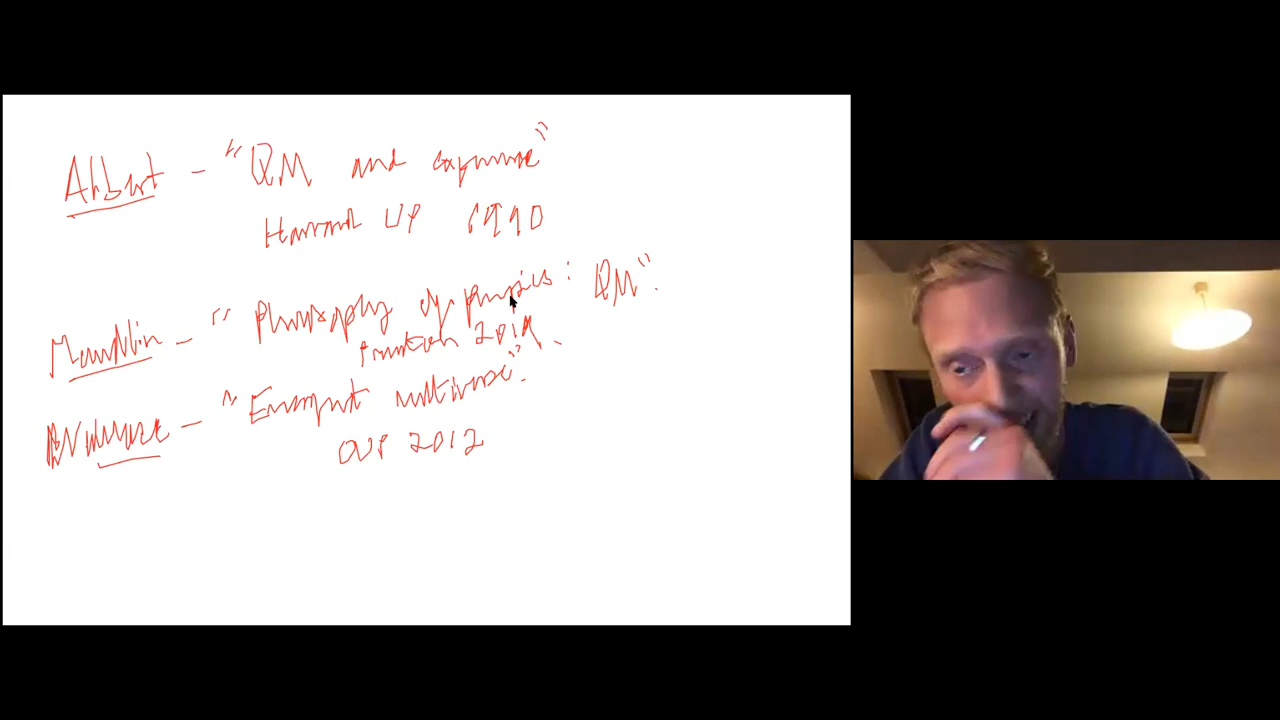 Albert - "QM and experience"
Harvard UP 1990
Maudlin - "Philosophy of physics: QM".
Princeton 2019.
Wallace - "Emergent multiverse".
OUP 2012